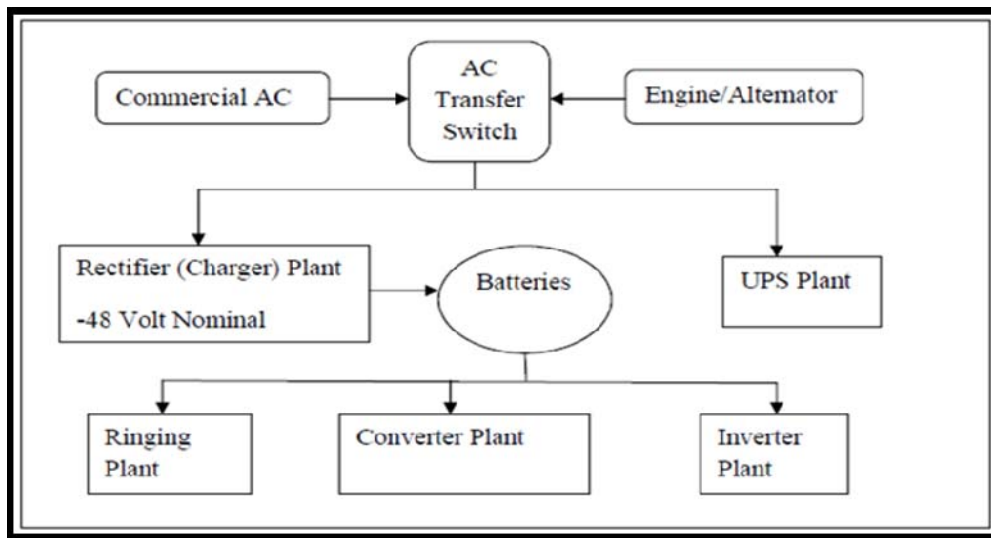 Commercial AC
AC
Transfer
Switch
Engine/Alternator
Rectifier (Charger) Plant
-48 Volt Nominal
Batteries
UPS Plant
Ringing
Plant
Converter Plant
Inverter
Plant